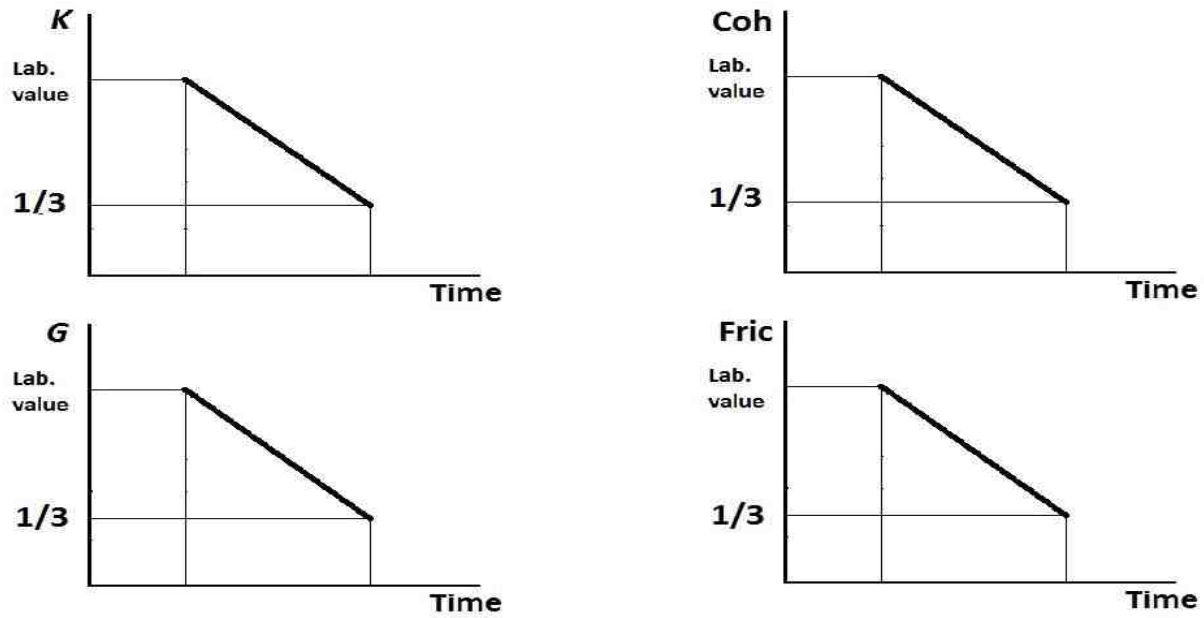 K
Lab.
value
1/3
Time
Coh
Lab.
value
1/3
Time
G
Lab.
value
1/3
Time
Fric
Lab.
value
1/3
Time